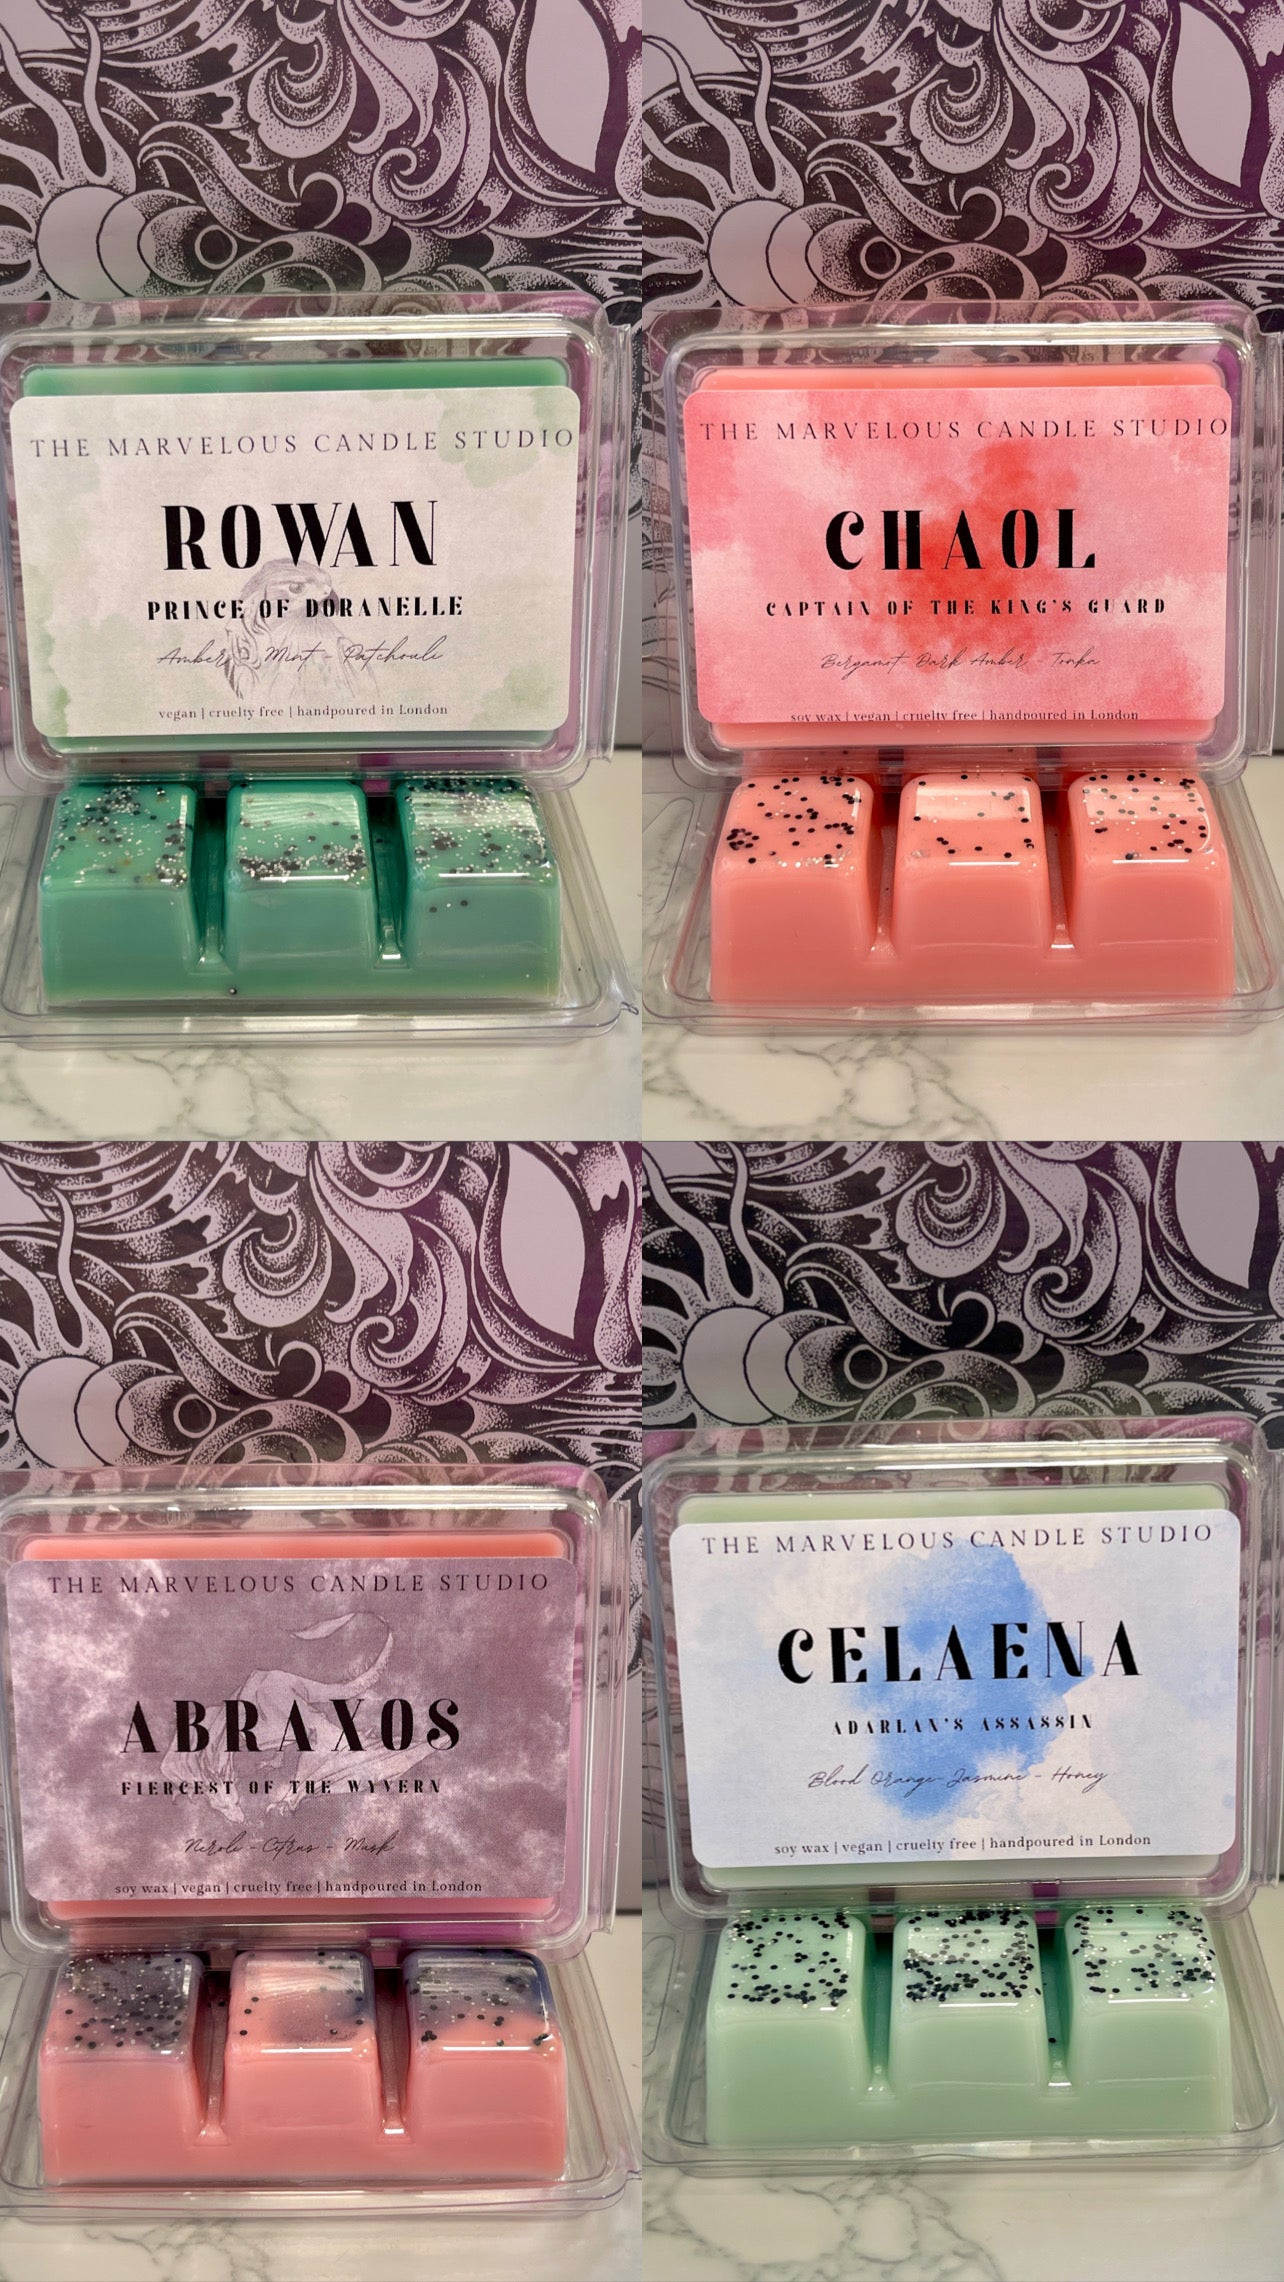 THE MARVELOUS CANDLE STUDIO
ROWAN
PRINCE OF DORANELLE
Amber - Mint - Patchouli
vegan | cruelty free | handpoured in London
THE MARVELOUS CANDLE STUDIO
CHAOL
CAPTAIN OF THE KING'S GUARD
Bergamot - Dark Amber - Tonka
soy wax | vegan | cruelty free | handpoured in London
THE MARVELOUS CANDLE STUDIO
ABRAXOS
FIERCEST OF THE WYVERN
Neroli - Citrus - Musk
soy wax | vegan | cruelty free | handpoured in London
THE MARVELOUS CANDLE STUDIO
CELAENA
ADARLAN'S ASSASSIN
Blood Orange - Jasmine - Honey
soy wax | vegan | cruelty free | handpoured in London